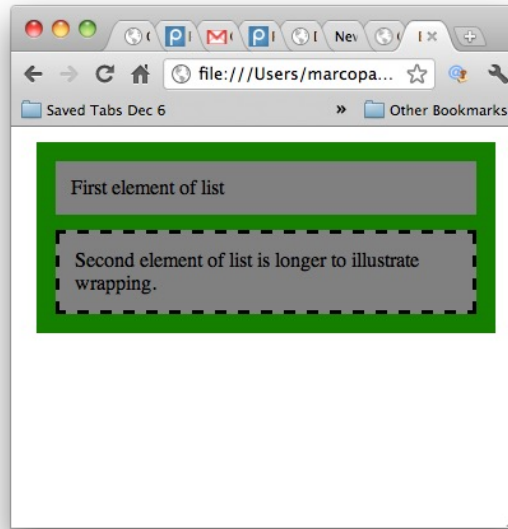 New
file:///Users/marcopa...
Saved Tabs Dec 6
»
Other Bookmarks
First element of list
Second element of list is longer to illustrate
wrapping.